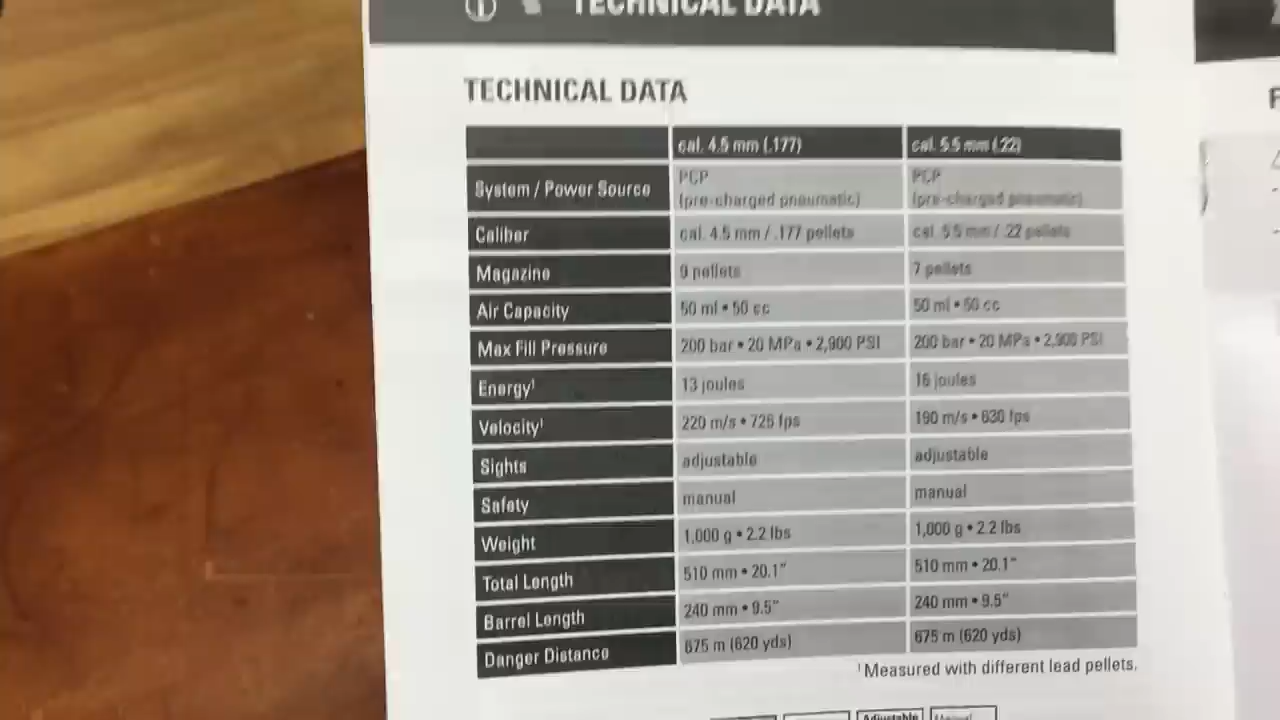 TECHNICAL DATA
TECHNICAL DATA
cal. 4.5 mm (.177) cal. 5.5 mm (.22)
System / Power Source PCP (pre-charged pneumatic) PCP (pre-charged pneumatic)
Caliber cal. 4.5 mm / .177 pellets cal. 5.5 mm / .22 pellets
Magazine 9 pellets 7 pellets
Air Capacity 50 ml • 50 cc 50 ml • 50 cc
Max Fill Pressure 200 bar • 20 MPa • 2,900 PSI 200 bar • 20 MPa • 2,900 PSI
Energy¹ 13 joules 16 joules
Velocity¹ 220 m/s • 725 fps 190 m/s • 630 fps
Sights adjustable adjustable
Safety manual manual
Weight 1,000 g • 2.2 lbs 1,000 g • 2.2 lbs
Total Length 510 mm • 20.1" 510 mm • 20.1"
Barrel Length 240 mm • 9.5" 240 mm • 9.5"
Danger Distance 675 m (620 yds) 675 m (620 yds)
¹Measured with different lead pellets.
Adjustable Manual
F